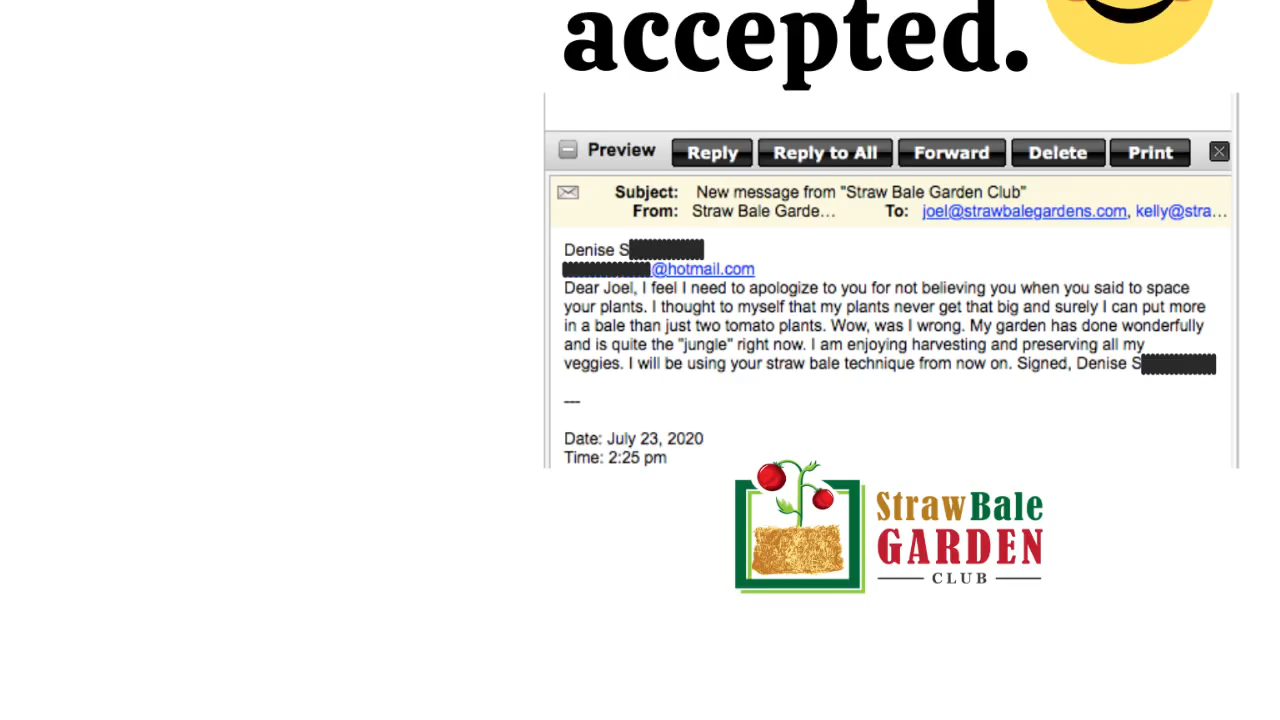 accepted.
Preview Reply Reply to All Forward Delete Print
Subject: New message from "Straw Bale Garden Club"
From: Straw Bale Garde... To: joel@strawbalegardens.com, kelly@stra...
Denise S
@hotmail.com
Dear Joel, I feel I need to apologize to you for not believing you when you said to space
your plants. I thought to myself that my plants never get that big and surely I can put more
in a bale than just two tomato plants. Wow, was I wrong. My garden has done wonderfully
and is quite the "jungle" right now. I am enjoying harvesting and preserving all my
veggies. I will be using your straw bale technique from now on. Signed, Denise S
---
Date: July 23, 2020
Time: 2:25 pm
StrawBale
GARDEN
CLUB